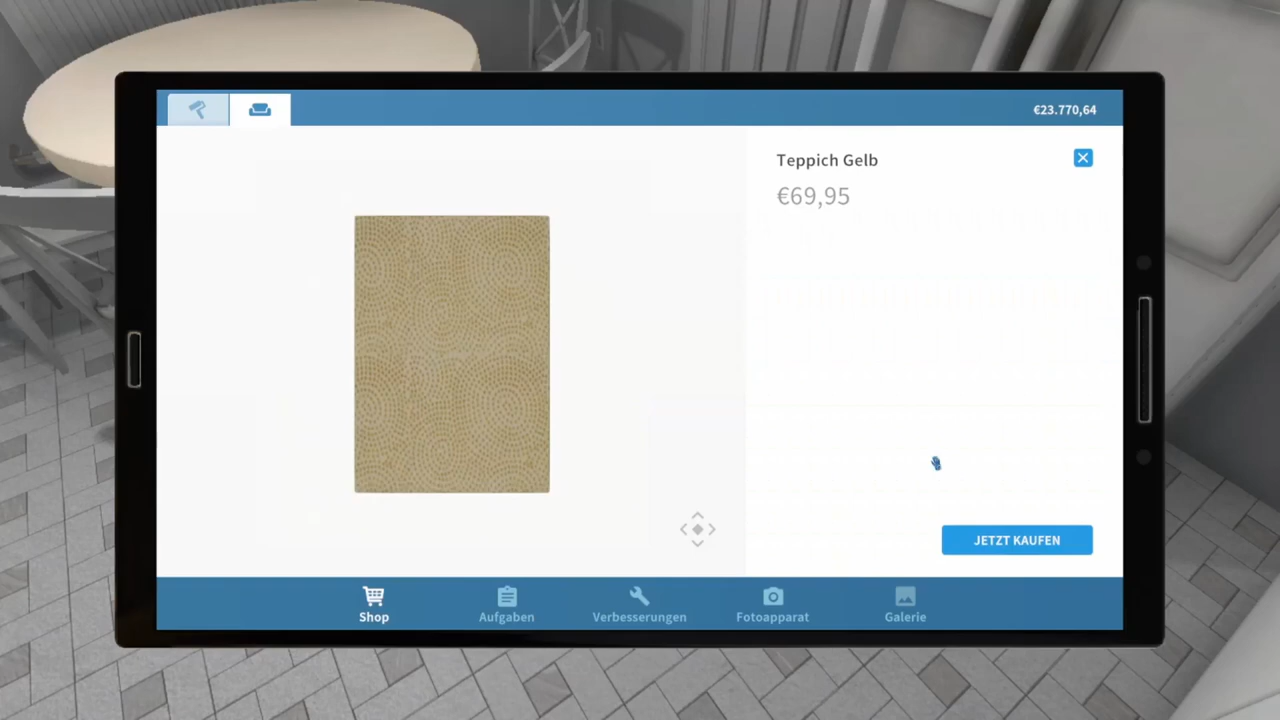 €23.770,64
Teppich Gelb
€69,95
JETZT KAUFEN
Shop
Aufgaben
Verbesserungen
Fotoapparat
Galerie